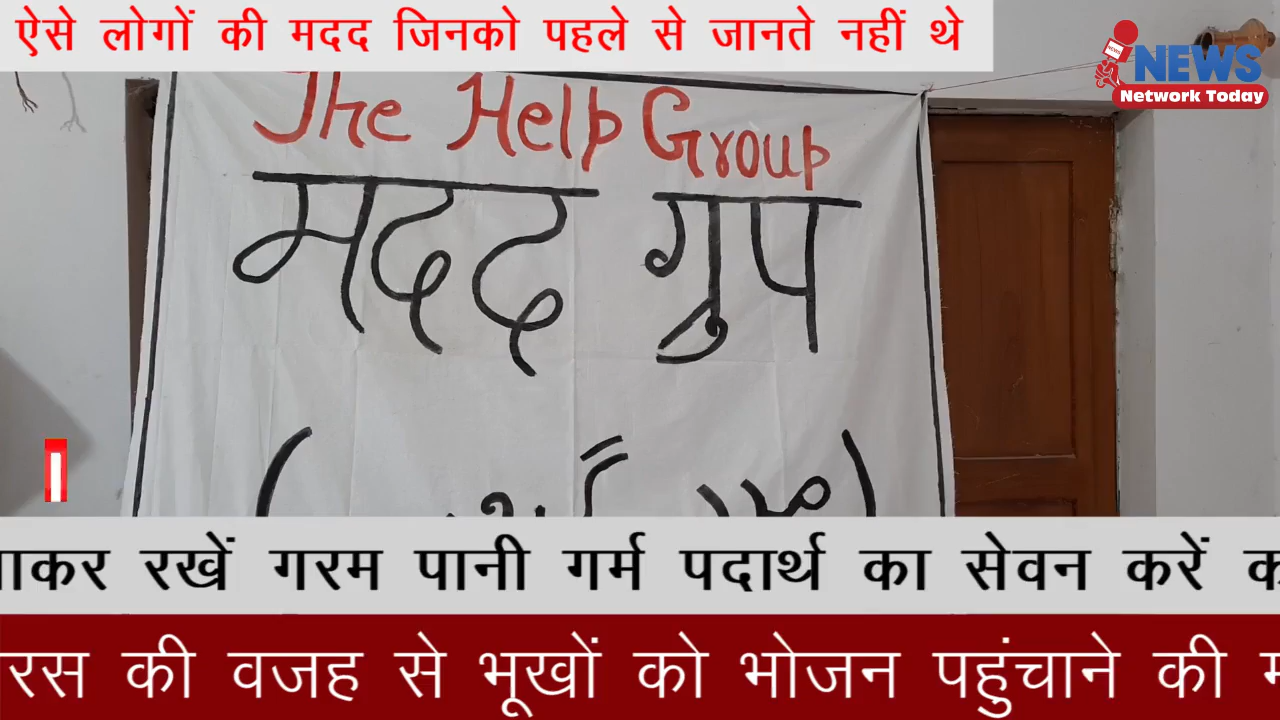 ऐसे लोगों की मदद जिनको पहले से जानते नहीं थे
NEWS
Network Today
The Help Group
मदद ग्रुप
रखें गरम पानी गर्म पदार्थ का सेवन करें
की वजह से भूखों को भोजन पहुंचाने की